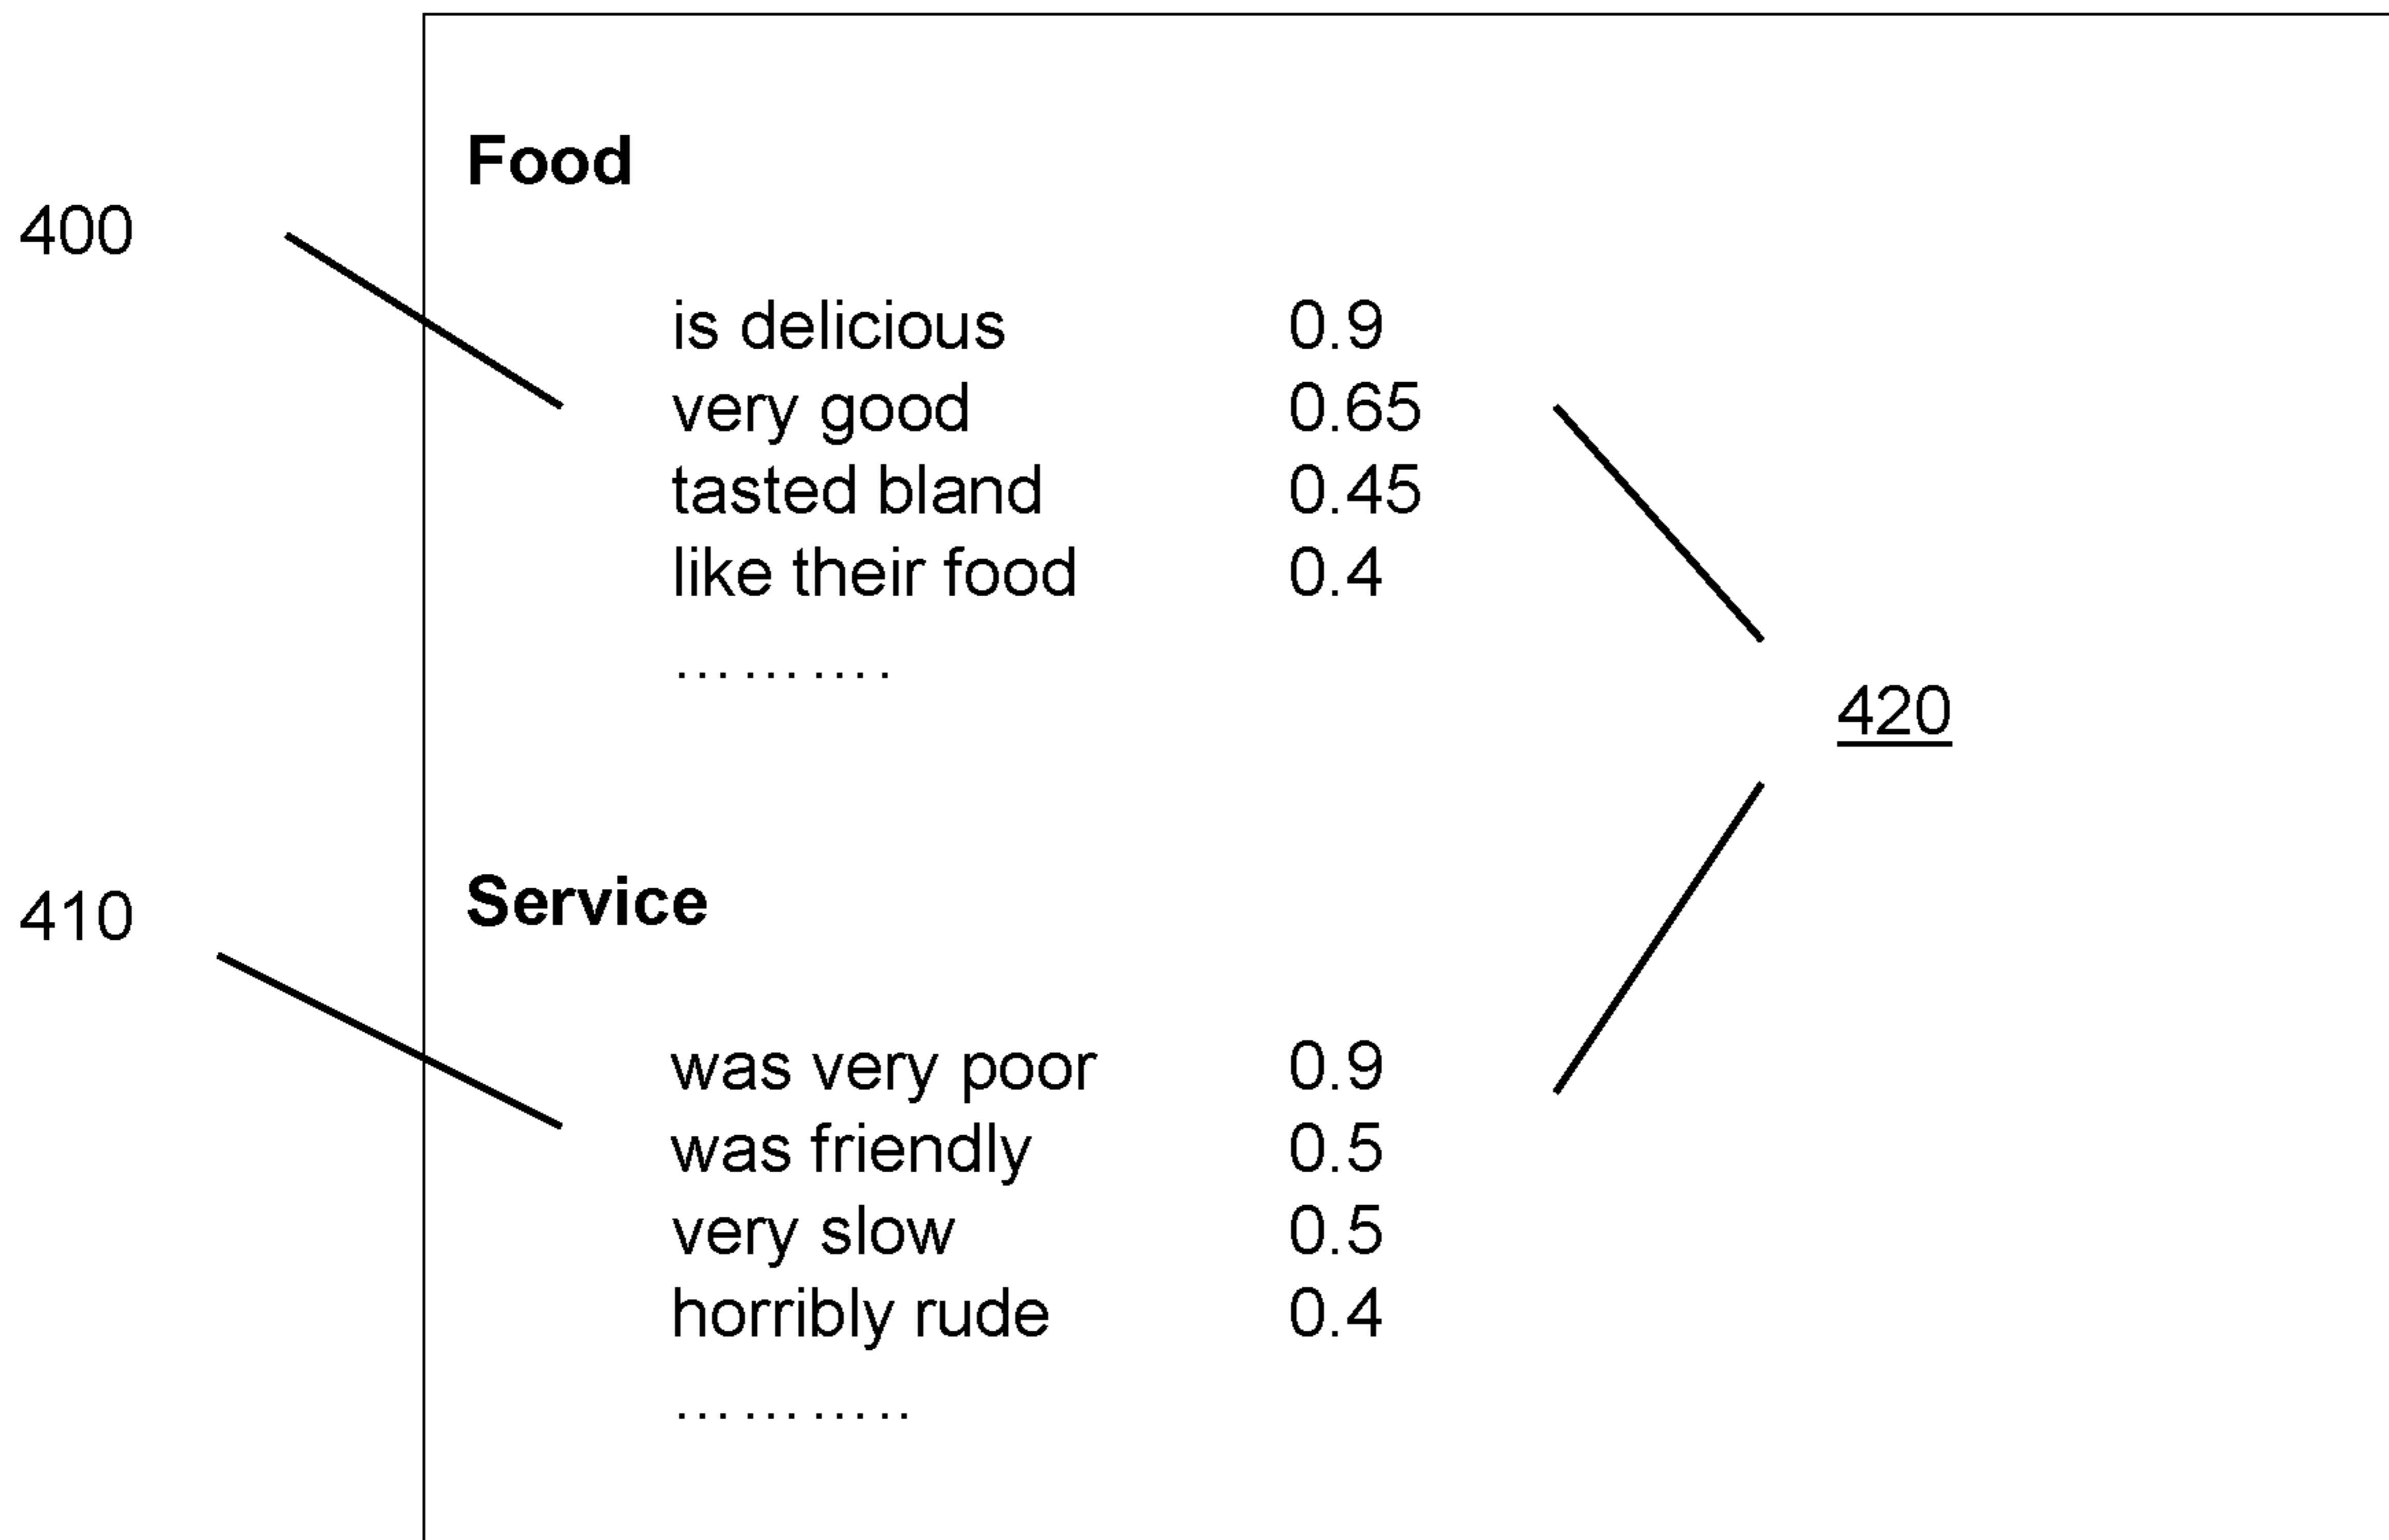 Food
400
is delicious 0.9
very good 0.65
tasted bland 0.45
like their food 0.4
..........
420
Service
410
was very poor 0.9
was friendly 0.5
very slow 0.5
horribly rude 0.4
...........